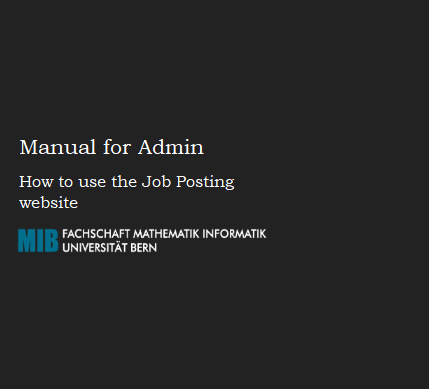 Manual for Admin
How to use the Job Posting
website
MIB FACHSCHAFT MATHEMATIK INFORMATIK
UNIVERSITÄT BERN